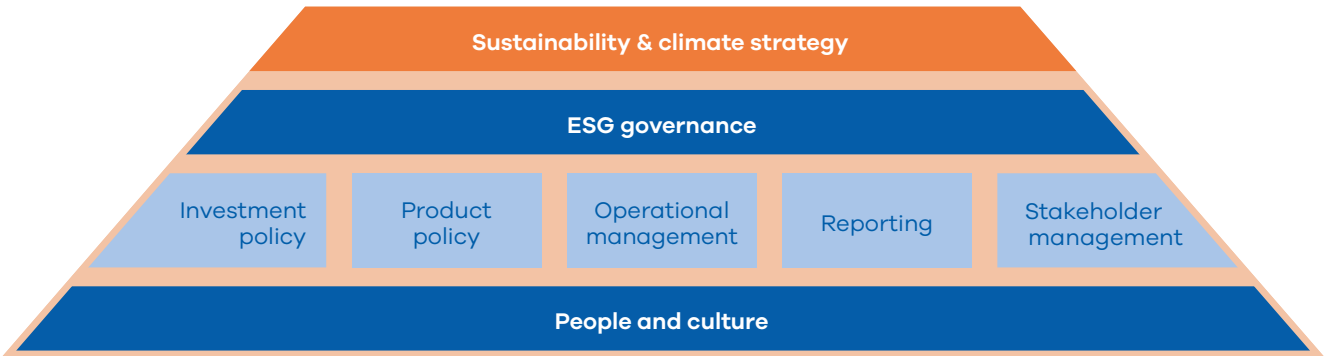 Sustainability & climate strategy
ESG governance
Investment
policy
Product
policy
Operational
management
Reporting
Stakeholder
management
People and culture